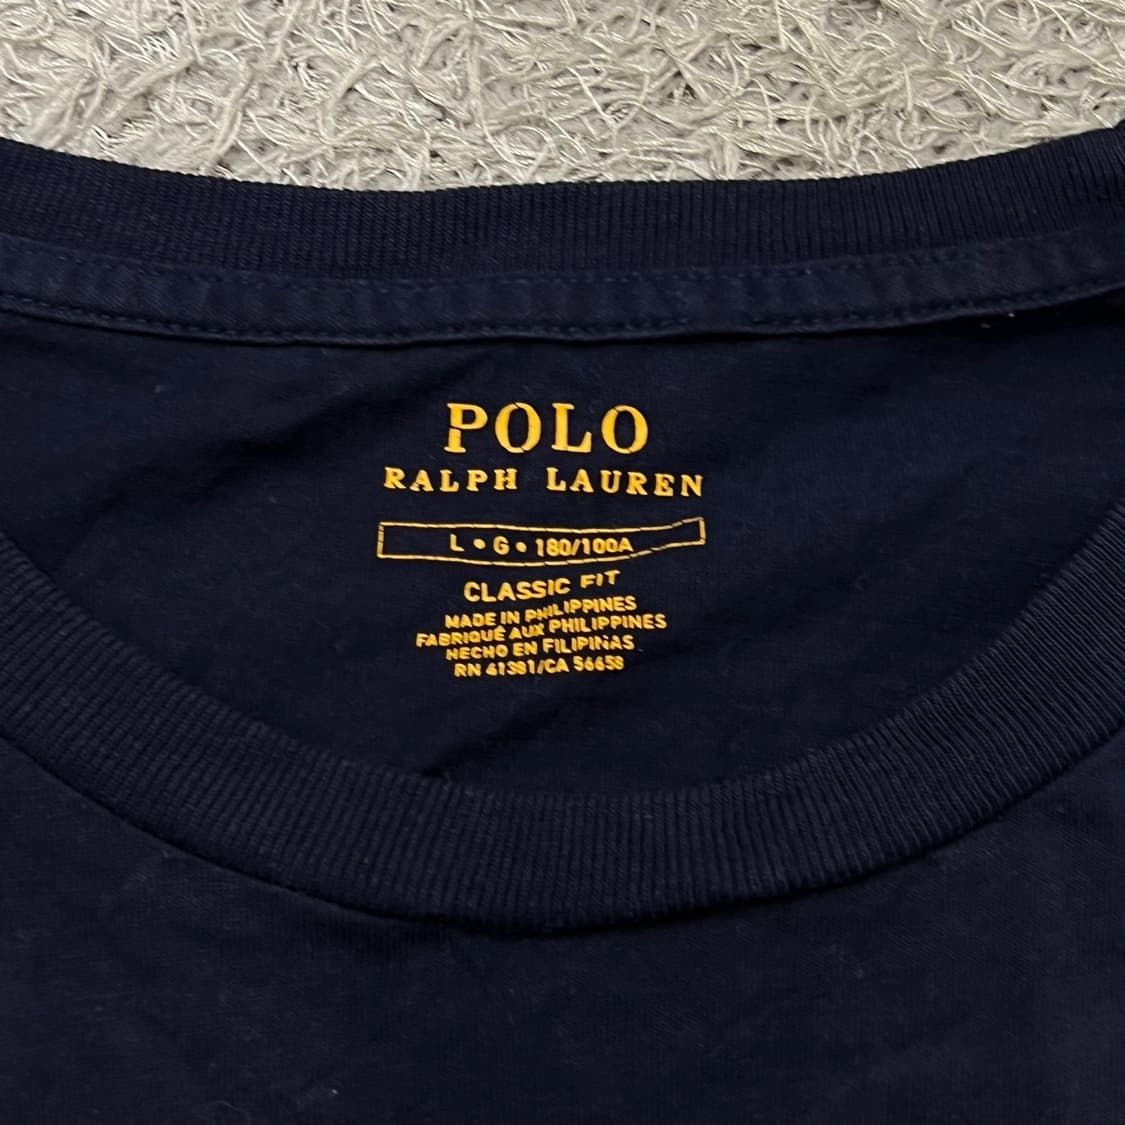 POLO
RALPH LAUREN
L • G • 180/100A
CLASSIC FIT
MADE IN PHILIPPINES
FABRIQUÉ AUX PHILIPPINES
HECHO EN FILIPINAS
RN 41381/CA 56658